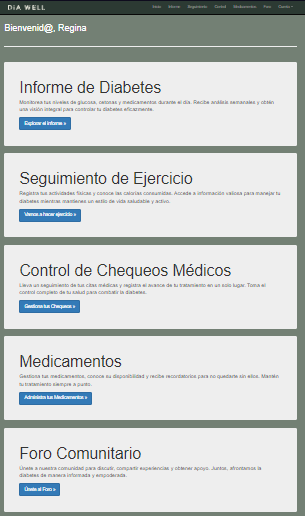 DiA WELL
Inicio Informe Seguimiento Control Medicamentos Foro Cuenta
Bienvenid@, Regina
Informe de Diabetes
Monitorea tus niveles de glucosa, cetonas y medicamentos durante el día. Recibe análisis semanales y obtén
una visión integral para controlar tu diabetes eficazmente.
Explorar el Informe »
Seguimiento de Ejercicio
Registra tus actividades físicas y conoce las calorías consumidas. Accede a información valiosa para manejar tu
diabetes mientras mantienes un estilo de vida saludable y activo.
Vamos a hacer ejercicio »
Control de Chequeos Médicos
Lleva un seguimiento de tus citas médicas y registra el avance de tu tratamiento en un solo lugar. Toma el
control completo de tu salud para combatir la diabetes.
Gestiona tus Chequeos »
Medicamentos
Gestiona tus medicamentos, conoce su disponibilidad y recibe recordatorios para no quedarte sin ellos. Mantén
tu tratamiento siempre a punto.
Administra tus Medicamentos »
Foro Comunitario
Únete a nuestra comunidad para discutir, compartir experiencias y obtener apoyo. Juntos, afrontamos la
diabetes de manera informada y empoderada.
Únete al Foro »